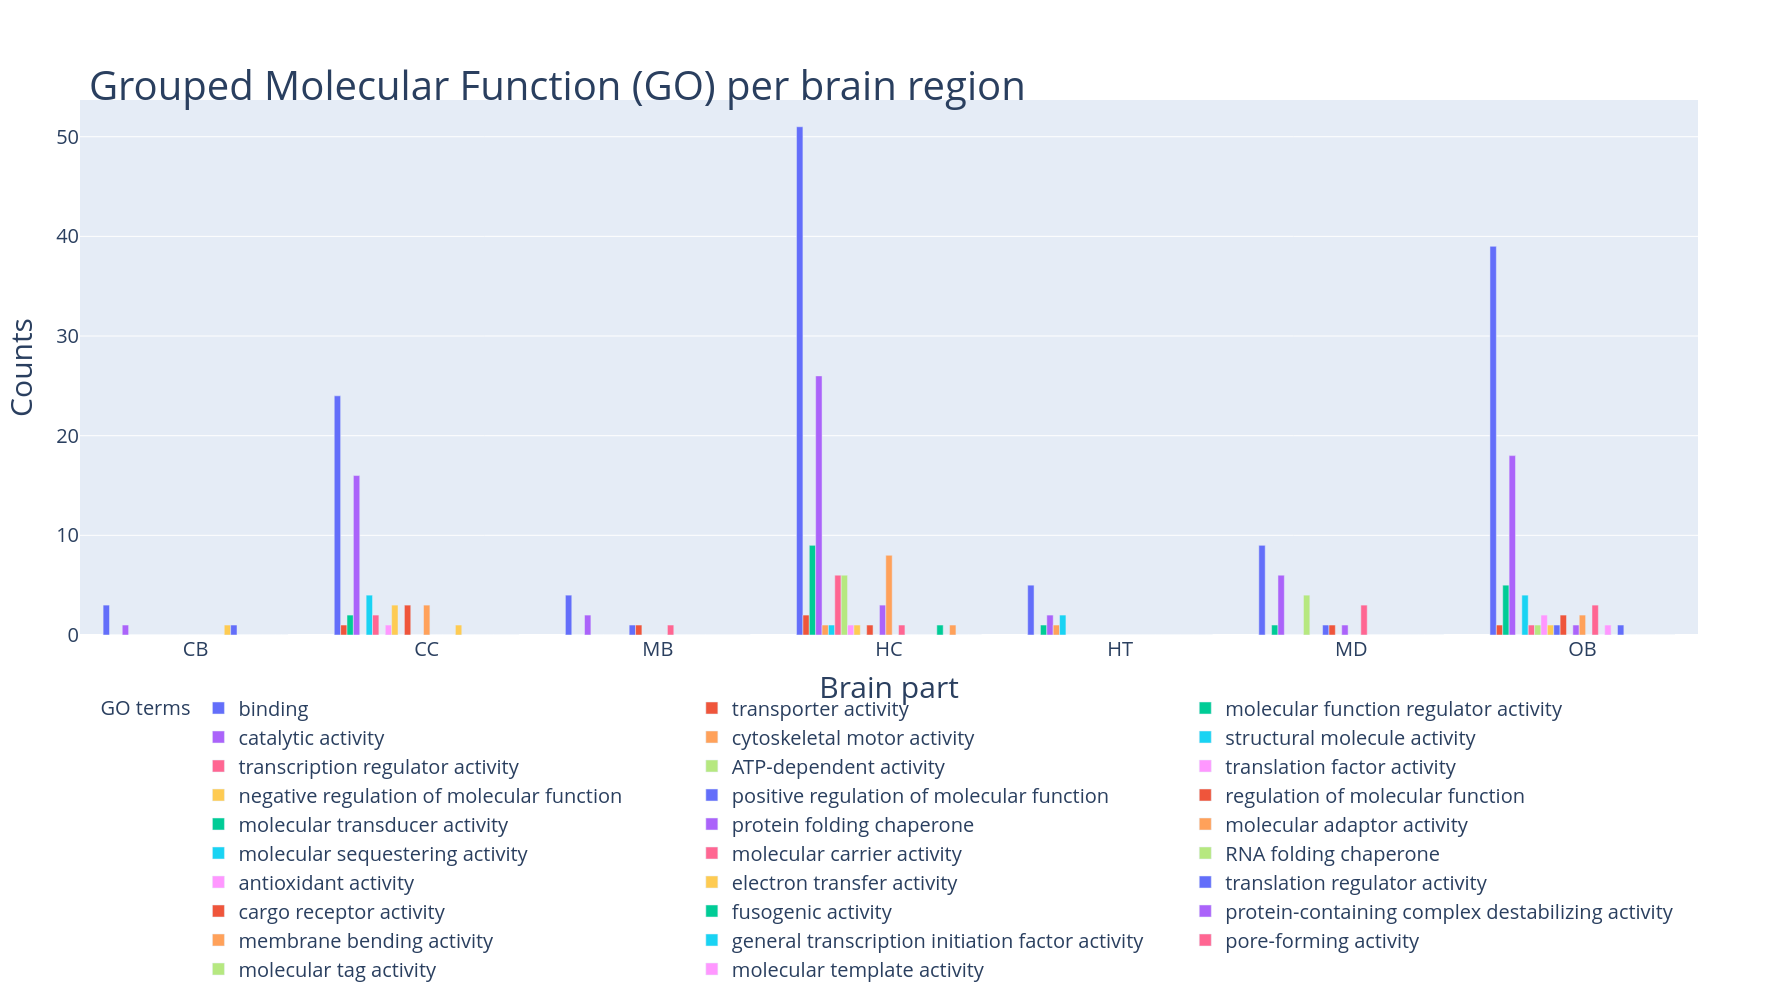 Grouped Molecular Function (GO) per brain region
Counts
50
40
30
20
10
0
CB CC MB HC HT MD OB
Brain part
GO terms binding transporter activity molecular function regulator activity
catalytic activity cytoskeletal motor activity structural molecule activity
transcription regulator activity ATP-dependent activity translation factor activity
negative regulation of molecular function positive regulation of molecular function regulation of molecular function
molecular transducer activity protein folding chaperone molecular adaptor activity
molecular sequestering activity molecular carrier activity RNA folding chaperone
antioxidant activity electron transfer activity translation regulator activity
cargo receptor activity fusogenic activity protein-containing complex destabilizing activity
membrane bending activity general transcription initiation factor activity pore-forming activity
molecular tag activity molecular template activity